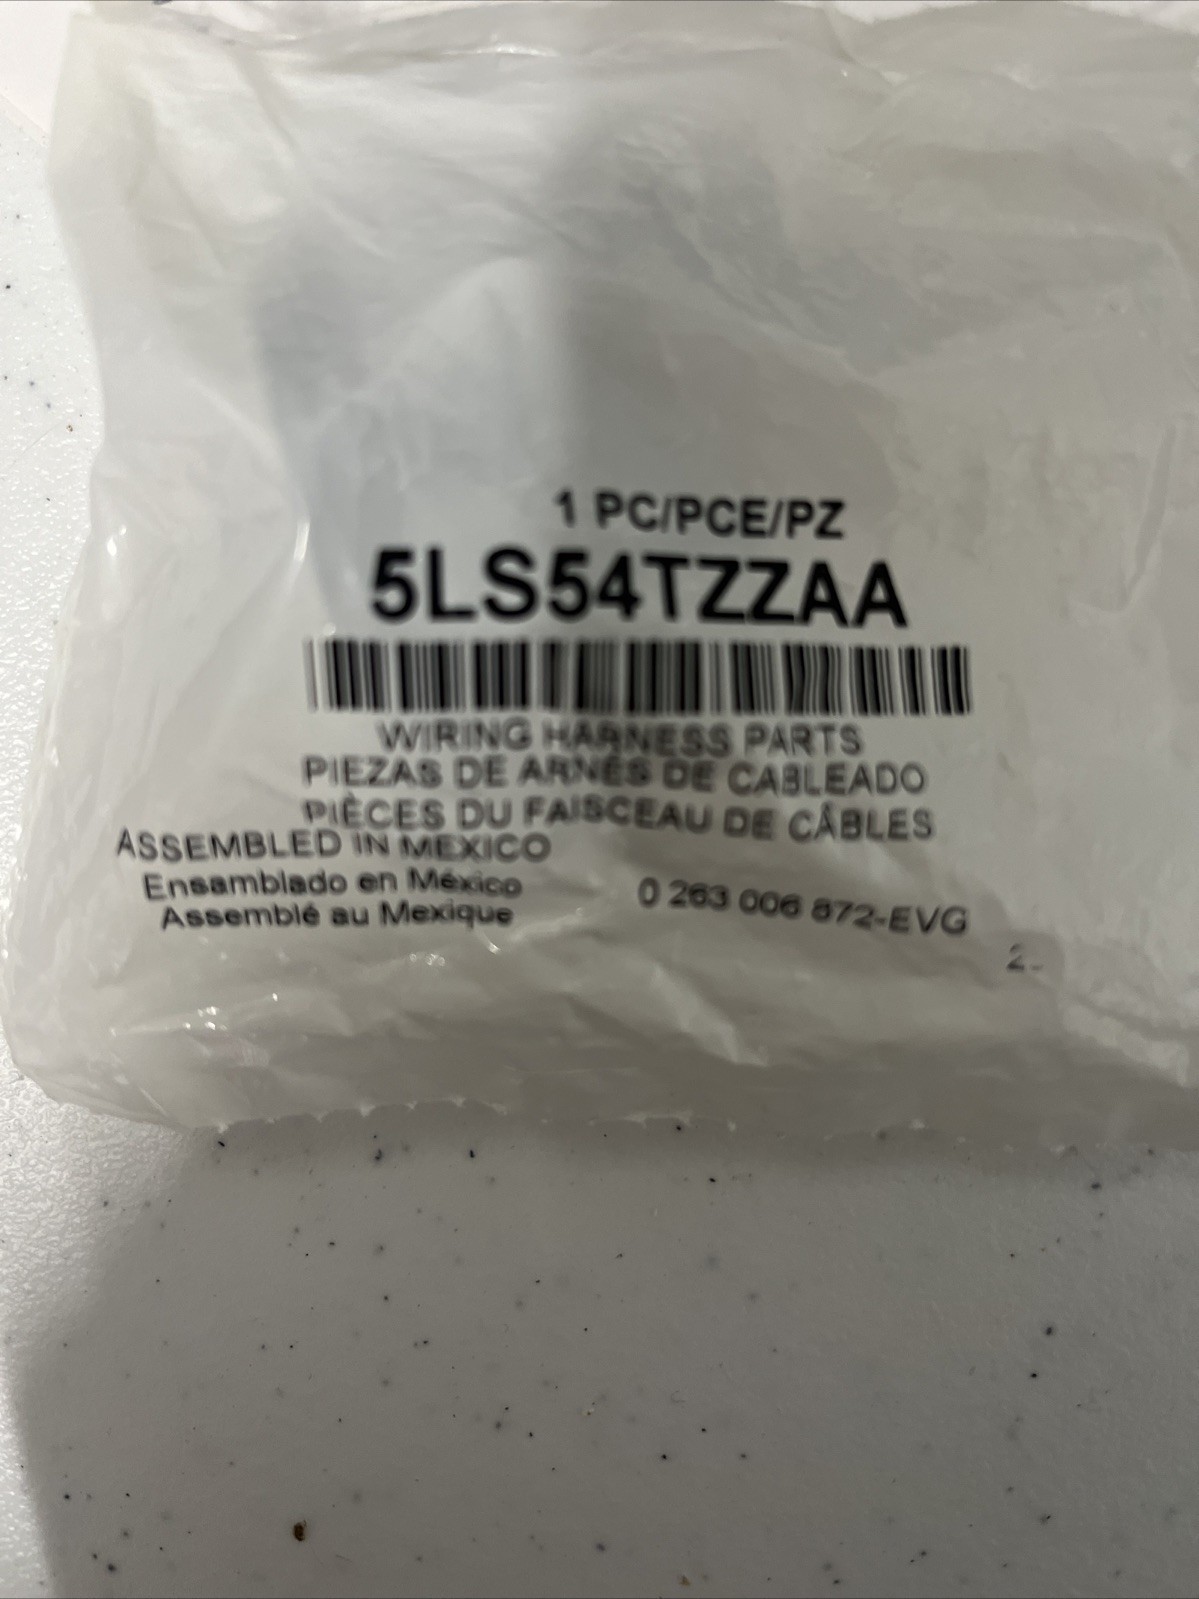 1 PC/PCE/PZ
5LS54TZZAA
WIRING HARNESS PARTS
PIEZAS DE ARNÉS DE CABLEADO
PIÈCES DU FAISCEAU DE CÂBLES
ASSEMBLED IN MEXICO
Ensamblado en México
Assemblé au Mexique
0 263 006 872-EVG